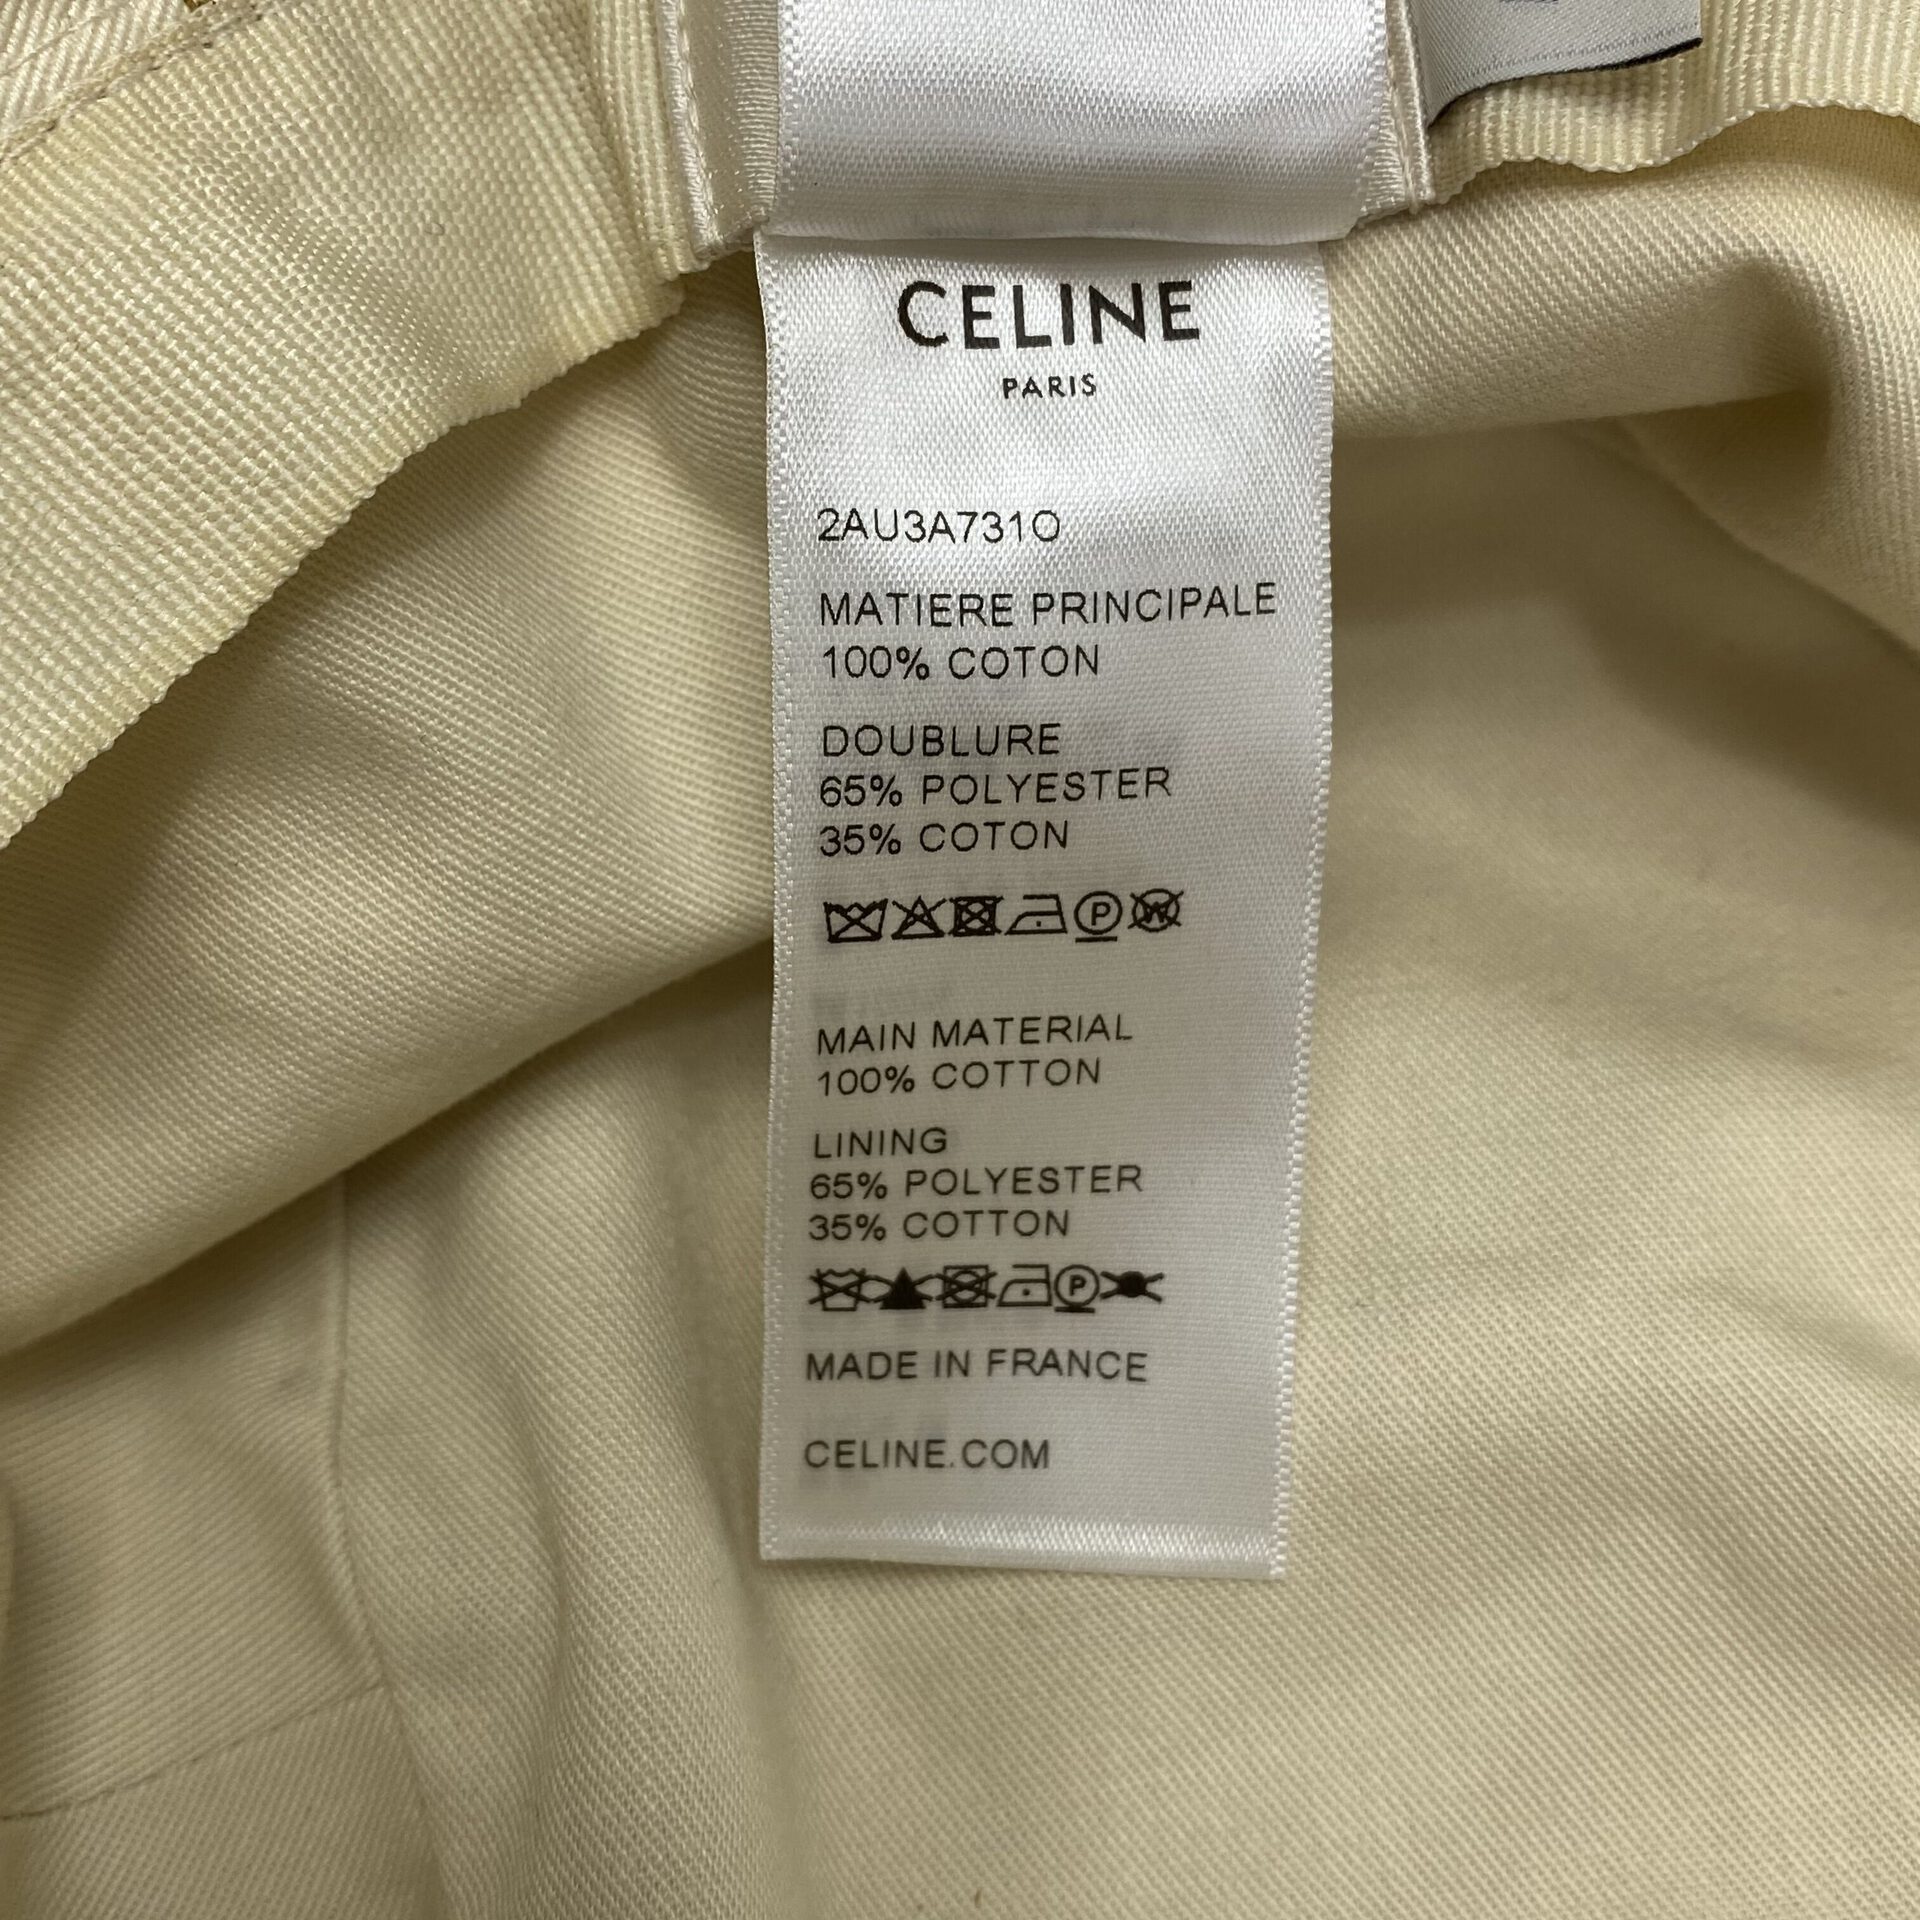 CELINE
PARIS
2AU3A731O
MATIERE PRINCIPALE
100% COTON
DOUBLURE
65% POLYESTER
35% COTON
P W
MAIN MATERIAL
100% COTTON
LINING
65% POLYESTER
35% COTTON
P
MADE IN FRANCE
CELINE.COM